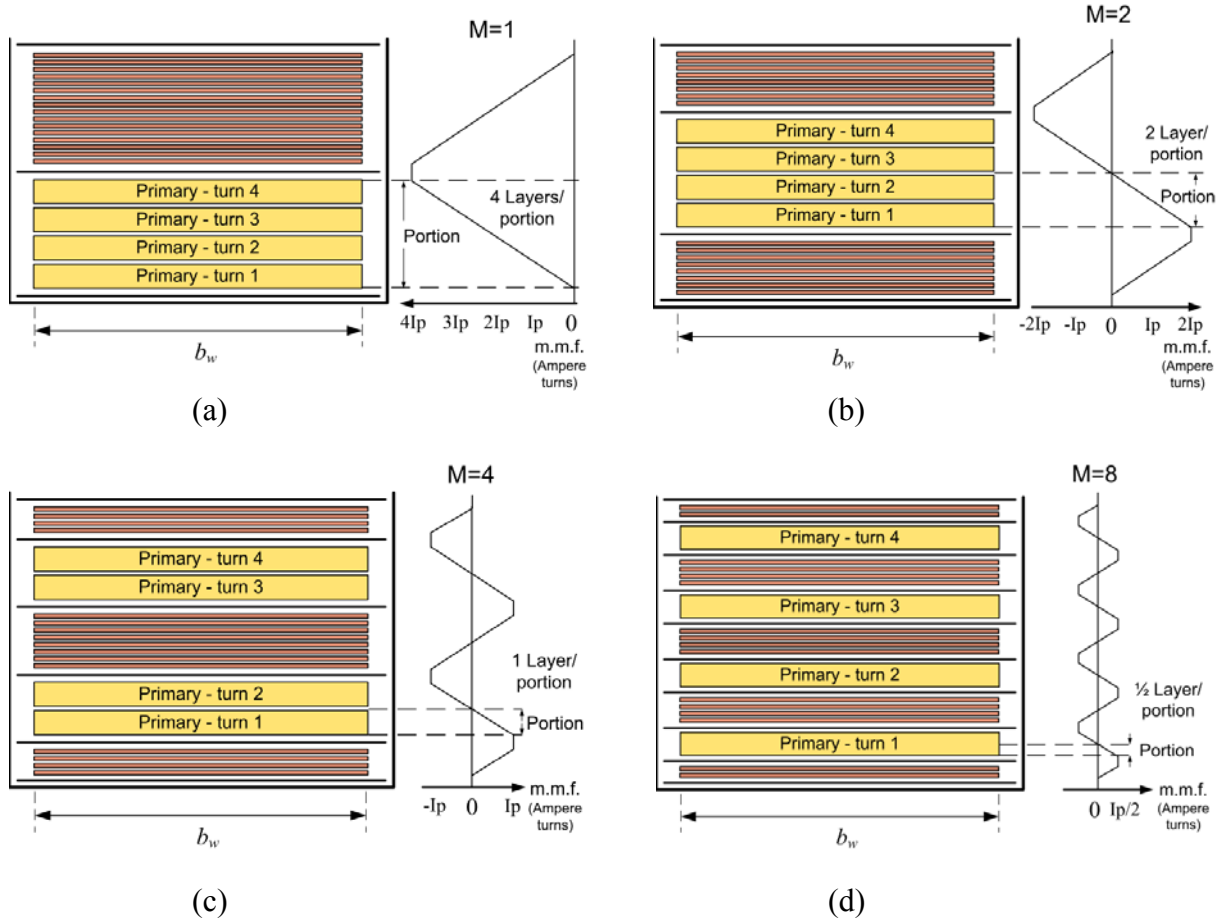 M=1
Primary - turn 4
Primary - turn 3
Primary - turn 2
Primary - turn 1
4 Layers/
portion
Portion
4Ip 3Ip 2Ip Ip 0
m.m.f.
(Ampere
turns)
b_w
(a)
M=2
Primary - turn 4
Primary - turn 3
Primary - turn 2
Primary - turn 1
2 Layer/
portion
Portion
-2Ip -Ip 0 Ip 2Ip
m.m.f.
(Ampere
turns)
b_w
(b)
M=4
Primary - turn 4
Primary - turn 3
Primary - turn 2
Primary - turn 1
1 Layer/
portion
Portion
-Ip 0 Ip
m.m.f.
(Ampere
turns)
b_w
(c)
M=8
Primary - turn 4
Primary - turn 3
Primary - turn 2
Primary - turn 1
½ Layer/
portion
Portion
0 Ip/2
m.m.f.
(Ampere
turns)
b_w
(d)